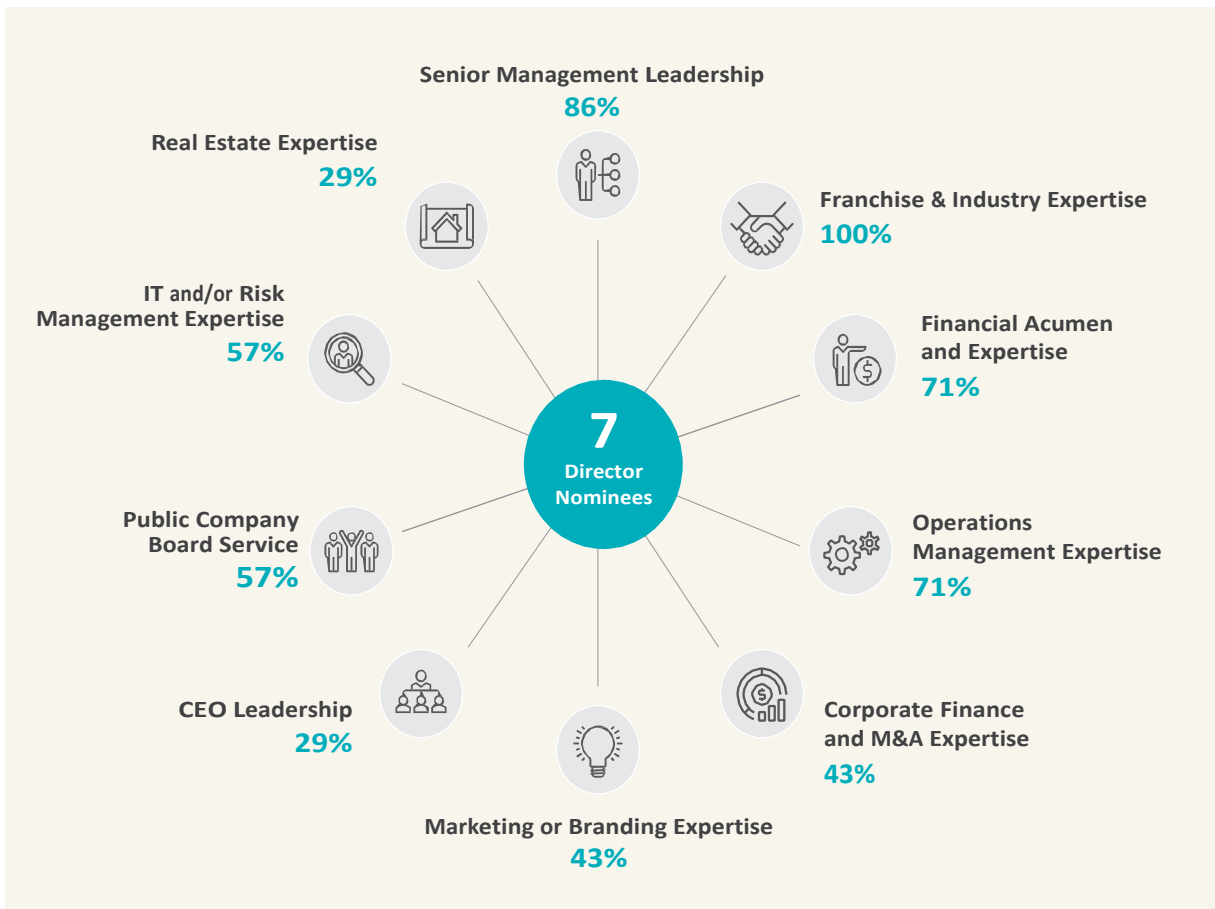 Senior Management Leadership
86%
Real Estate Expertise
29%
Franchise & Industry Expertise
100%
IT and/or Risk
Management Expertise
57%
Financial Acumen
and Expertise
71%
7
Director
Nominees
Public Company
Board Service
57%
Operations
Management Expertise
71%
CEO Leadership
29%
Corporate Finance
and M&A Expertise
43%
Marketing or Branding Expertise
43%